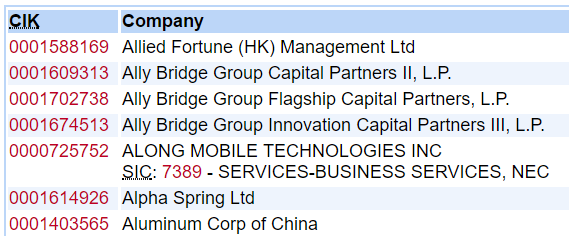 CIK Company
0001588169 Allied Fortune (HK) Management Ltd
0001609313 Ally Bridge Group Capital Partners II, L.P.
0001702738 Ally Bridge Group Flagship Capital Partners, L.P.
0001674513 Ally Bridge Group Innovation Capital Partners III, L.P.
0000725752 ALONG MOBILE TECHNOLOGIES INC
SIC: 7389 - SERVICES-BUSINESS SERVICES, NEC
0001614926 Alpha Spring Ltd
0001403565 Aluminum Corp of China